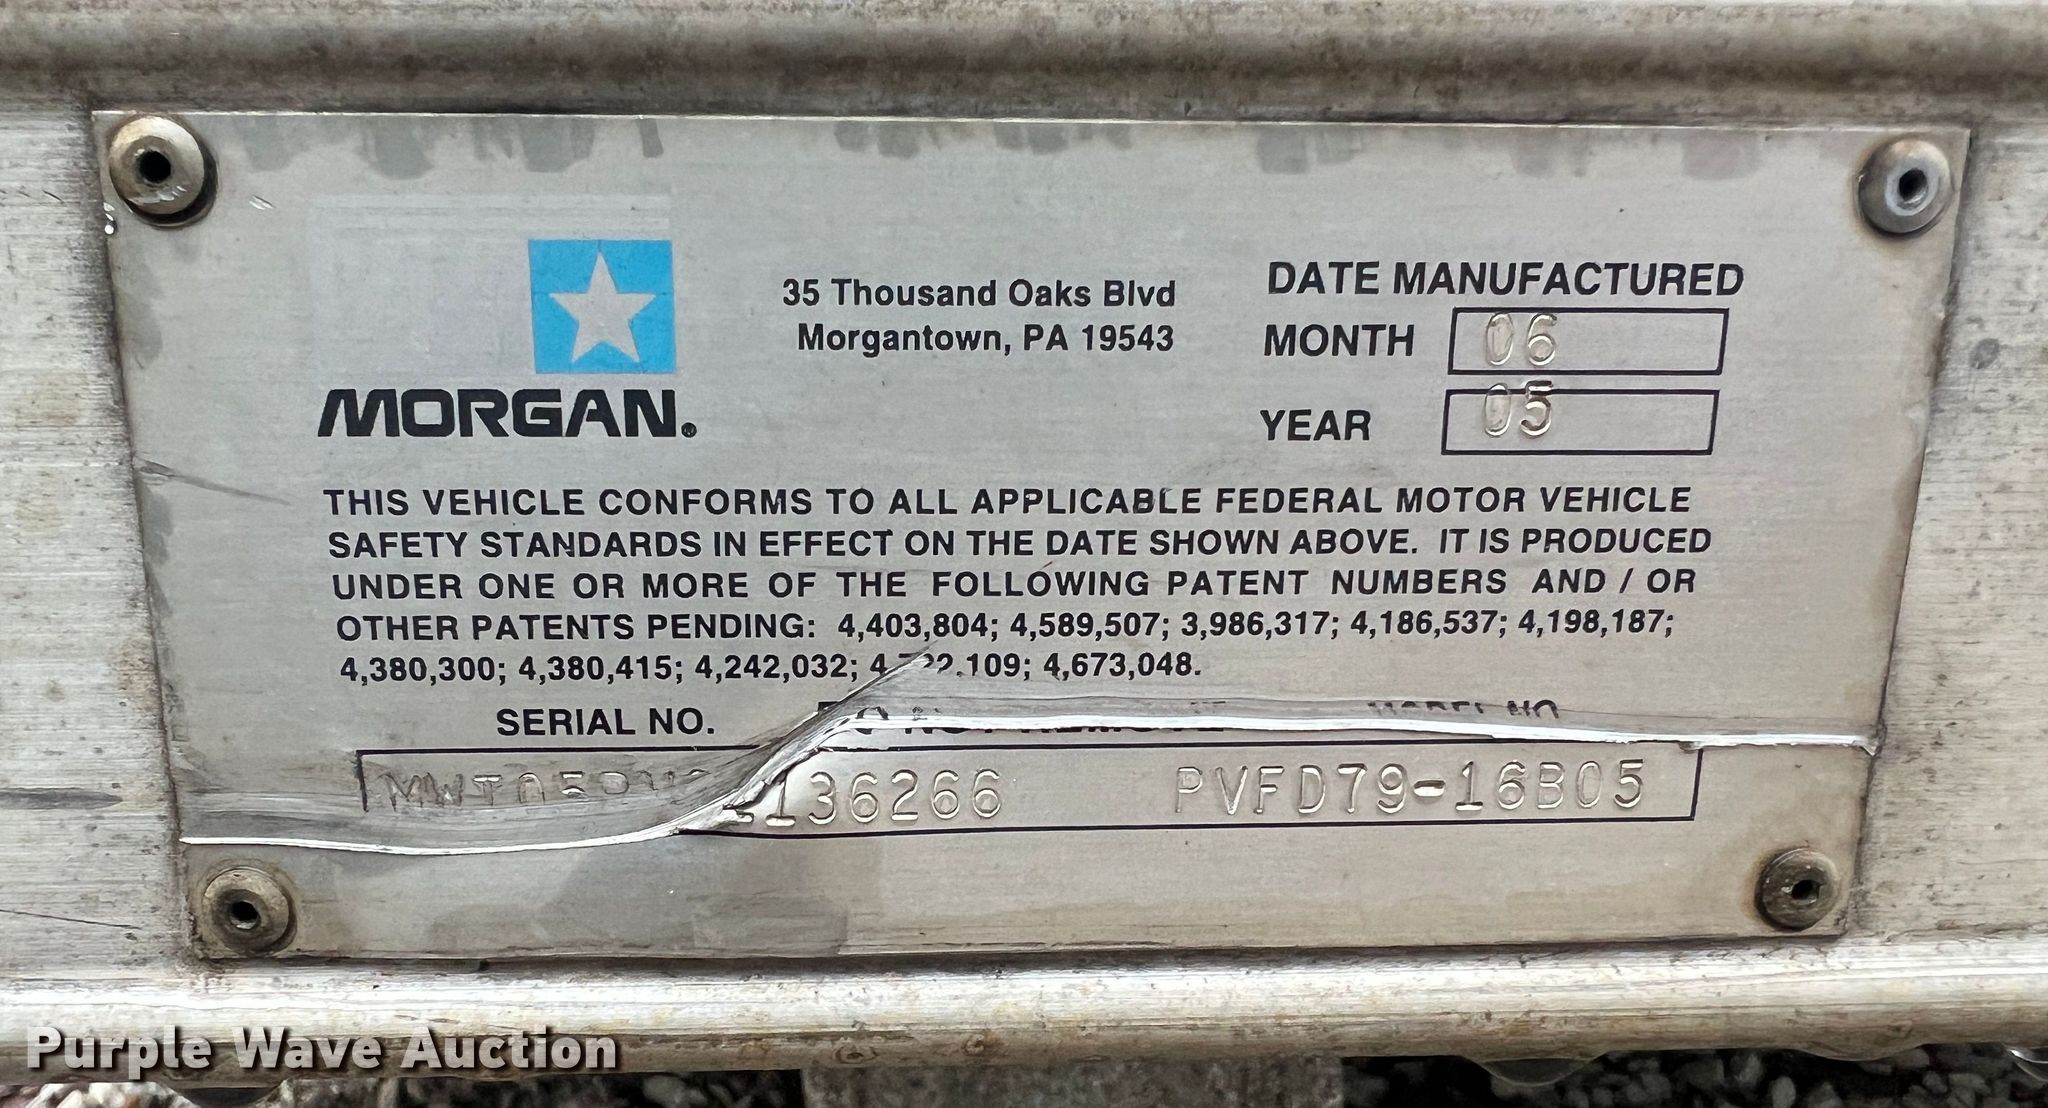 35 Thousand Oaks Blvd
Morgantown, PA 19543
MORGAN®
DATE MANUFACTURED
MONTH 06
YEAR 05
THIS VEHICLE CONFORMS TO ALL APPLICABLE FEDERAL MOTOR VEHICLE
SAFETY STANDARDS IN EFFECT ON THE DATE SHOWN ABOVE. IT IS PRODUCED
UNDER ONE OR MORE OF THE FOLLOWING PATENT NUMBERS AND / OR
OTHER PATENTS PENDING: 4,403,804; 4,589,507; 3,986,317; 4,186,537; 4,198,187;
4,380,300; 4,380,415; 4,242,032; 4,673,048.
SERIAL NO. MODEL NO.
PVFD79-16B05
Purple Wave Auction